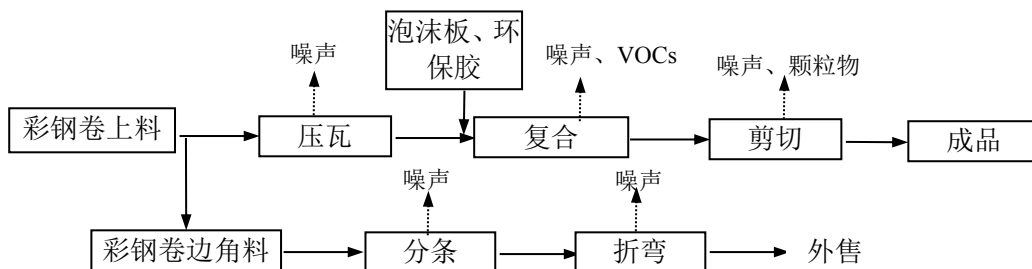 泡沫板、环
保胶
噪声
噪声、VOCs
噪声、颗粒物
彩钢卷上料
压瓦
复合
剪切
成品
噪声
噪声
彩钢卷边角料
分条
折弯
外售